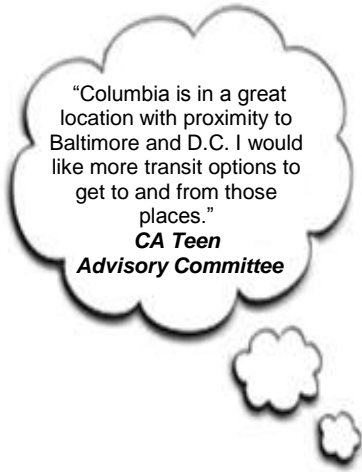 “Columbia is in a great
location with proximity to
Baltimore and D.C. I would
like more transit options to
get to and from those
places.”
CA Teen
Advisory Committee